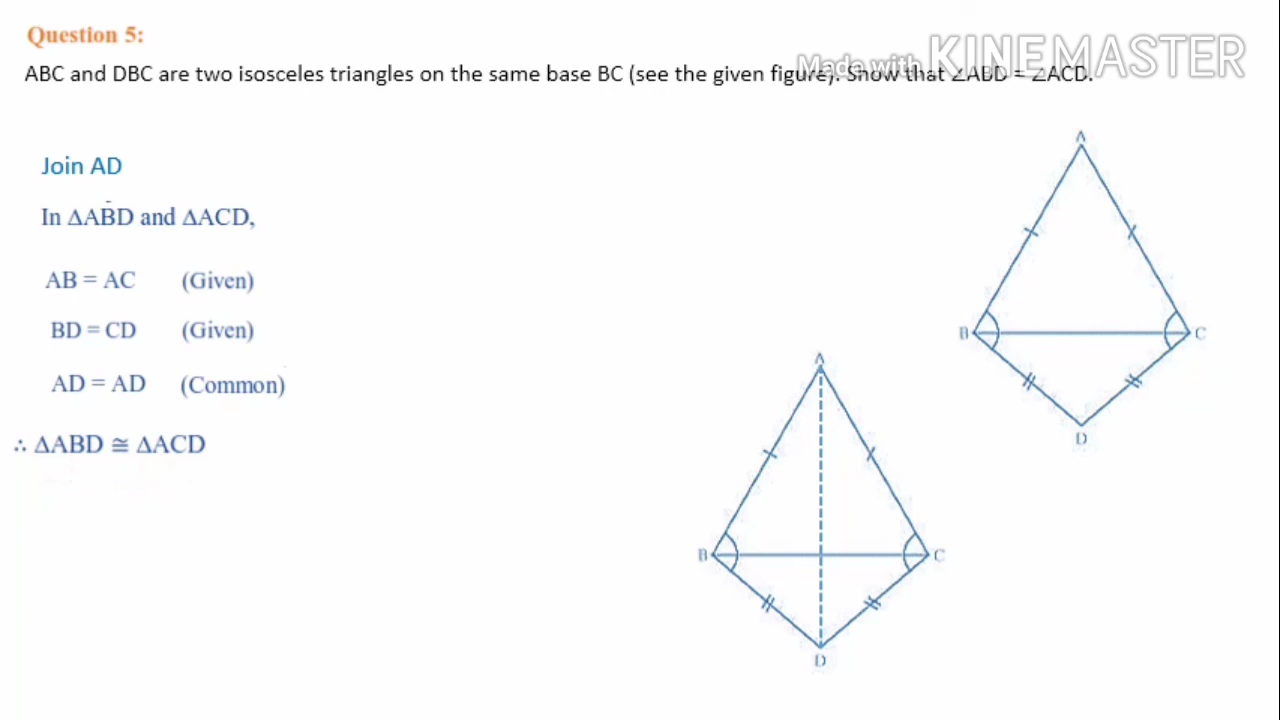 Question 5:
Made with KINEMASTER
ABC and DBC are two isosceles triangles on the same base BC (see the given figure). Show that ∠ABD = ∠ACD.
Join AD
In ΔABD and ΔACD,
AB = AC (Given)
BD = CD (Given)
AD = AD (Common)
∴ ΔABD ≅ ΔACD
A
B
C
D
A
B
C
D